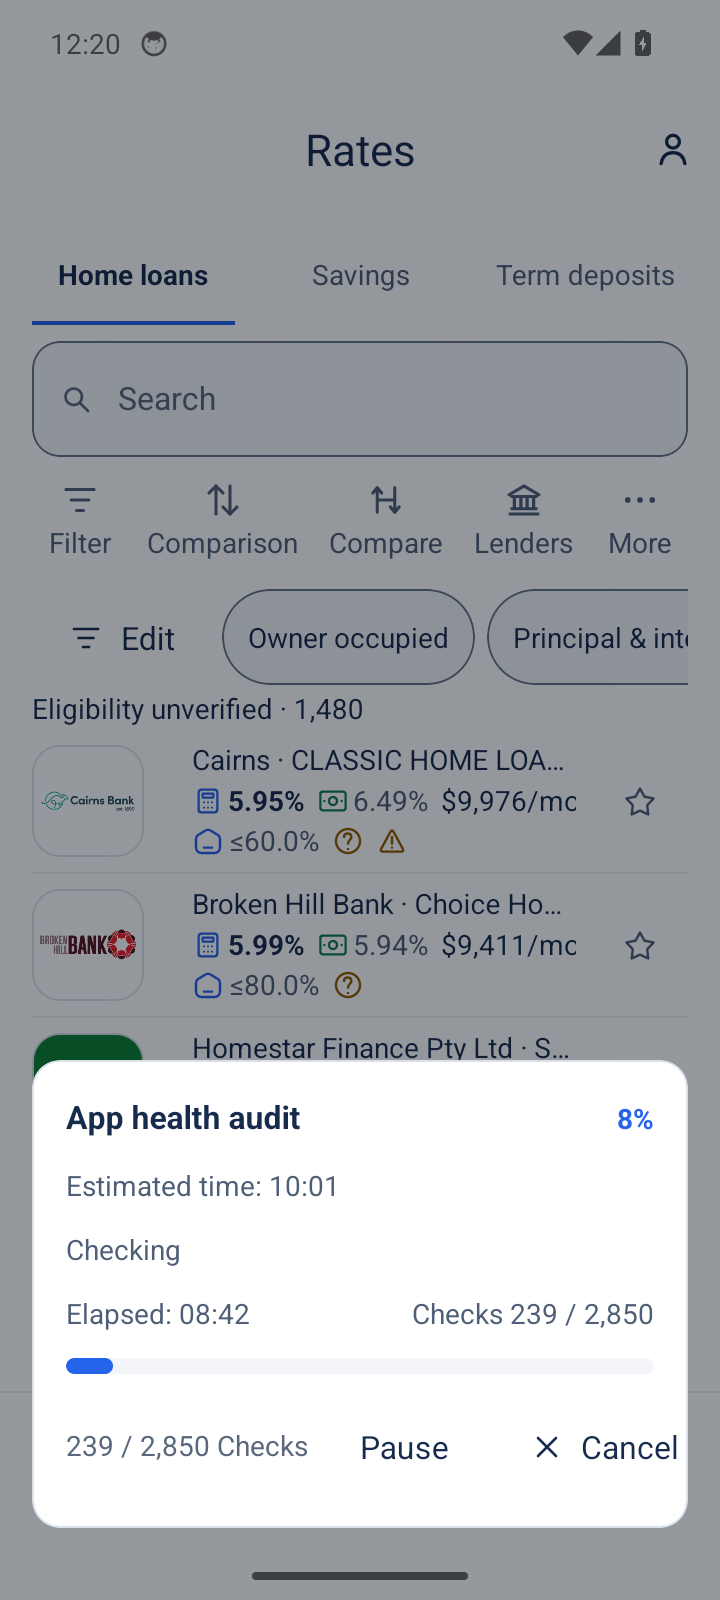 12:20
Rates
Home loans Savings Term deposits
Search
Filter Comparison Compare Lenders More
Edit Owner occupied Principal & inte
Eligibility unverified · 1,480
Cairns · CLASSIC HOME LOA…
Cairns Bank
est 1899
5.95% 6.49% $9,976/mo
≤60.0%
Broken Hill Bank · Choice Ho…
BROKEN HILL BANK
5.99% 5.94% $9,411/mo
≤80.0%
Homestar Finance Pty Ltd · S…
App health audit 8%
Estimated time: 10:01
Checking
Elapsed: 08:42 Checks 239 / 2,850
239 / 2,850 Checks Pause Cancel